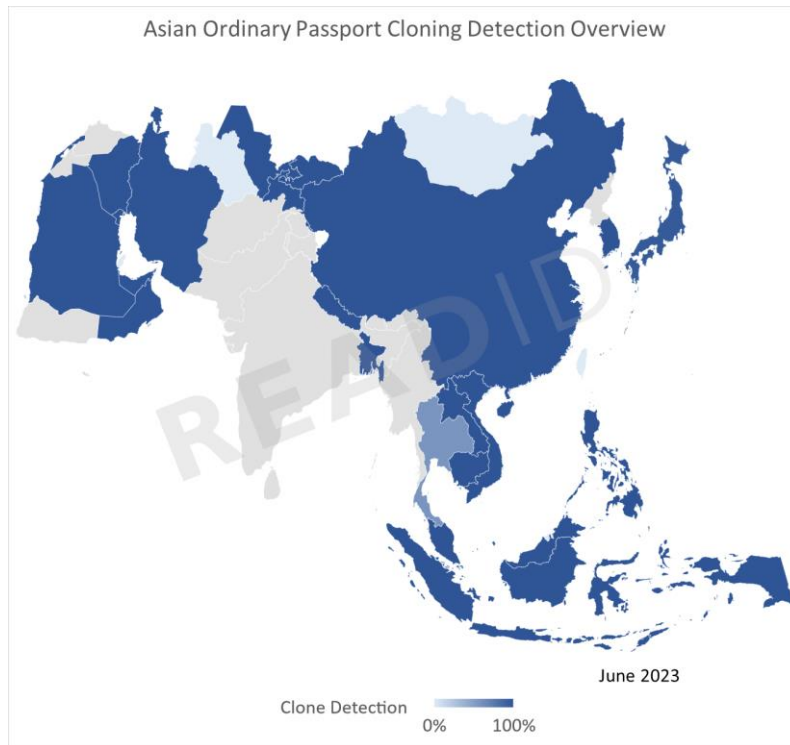 Asian Ordinary Passport Cloning Detection Overview
READID
June 2023
Clone Detection
0% 100%